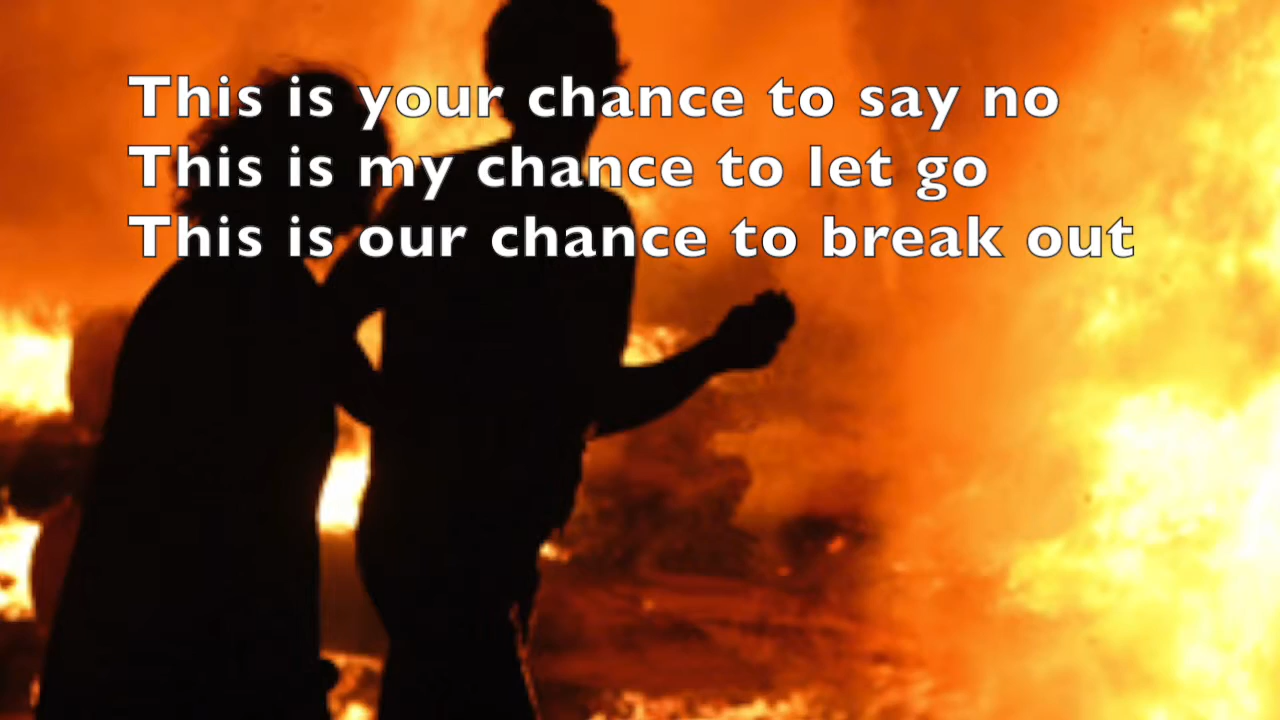 This is your chance to say no
This is my chance to let go
This is our chance to break out